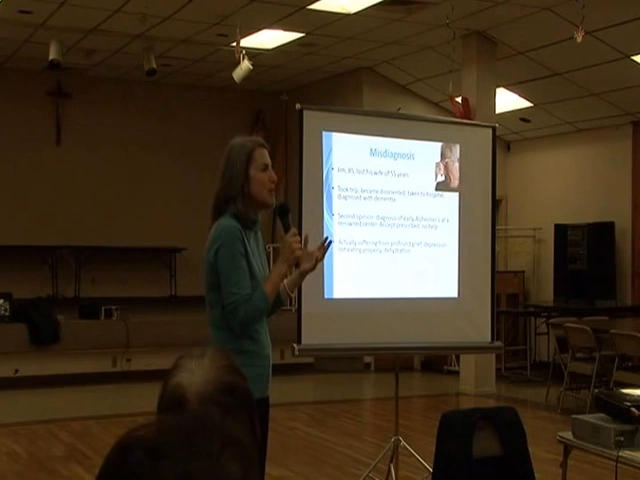 Misdiagnosis
Jim, 85, lost his wife of 55 years
Took trip, became disoriented, taken to hospital,
diagnosed with dementia
Second opinion: diagnosis of early Alzheimer's at a
renowned center. Aricept prescribed: no help
Actually suffering from profound grief, depression
not eating properly, dehydration